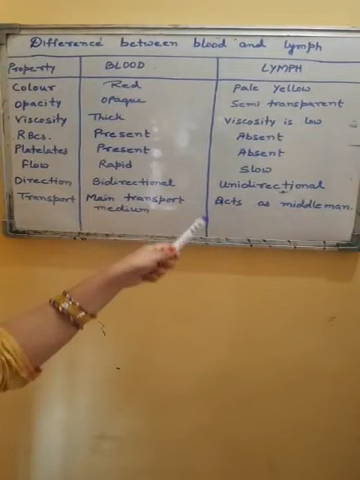 Difference between blood and lymph
Property BLOOD LYMPH
Colour Red Pale Yellow
Opacity Opaque Semi transparent
Viscosity Thick Viscosity is low
RBCs. Present Absent
Platelates Present Absent
Flow Rapid Slow
Direction Bidirectional Unidirectional
Transport Main transport Acts as middleman.
medium